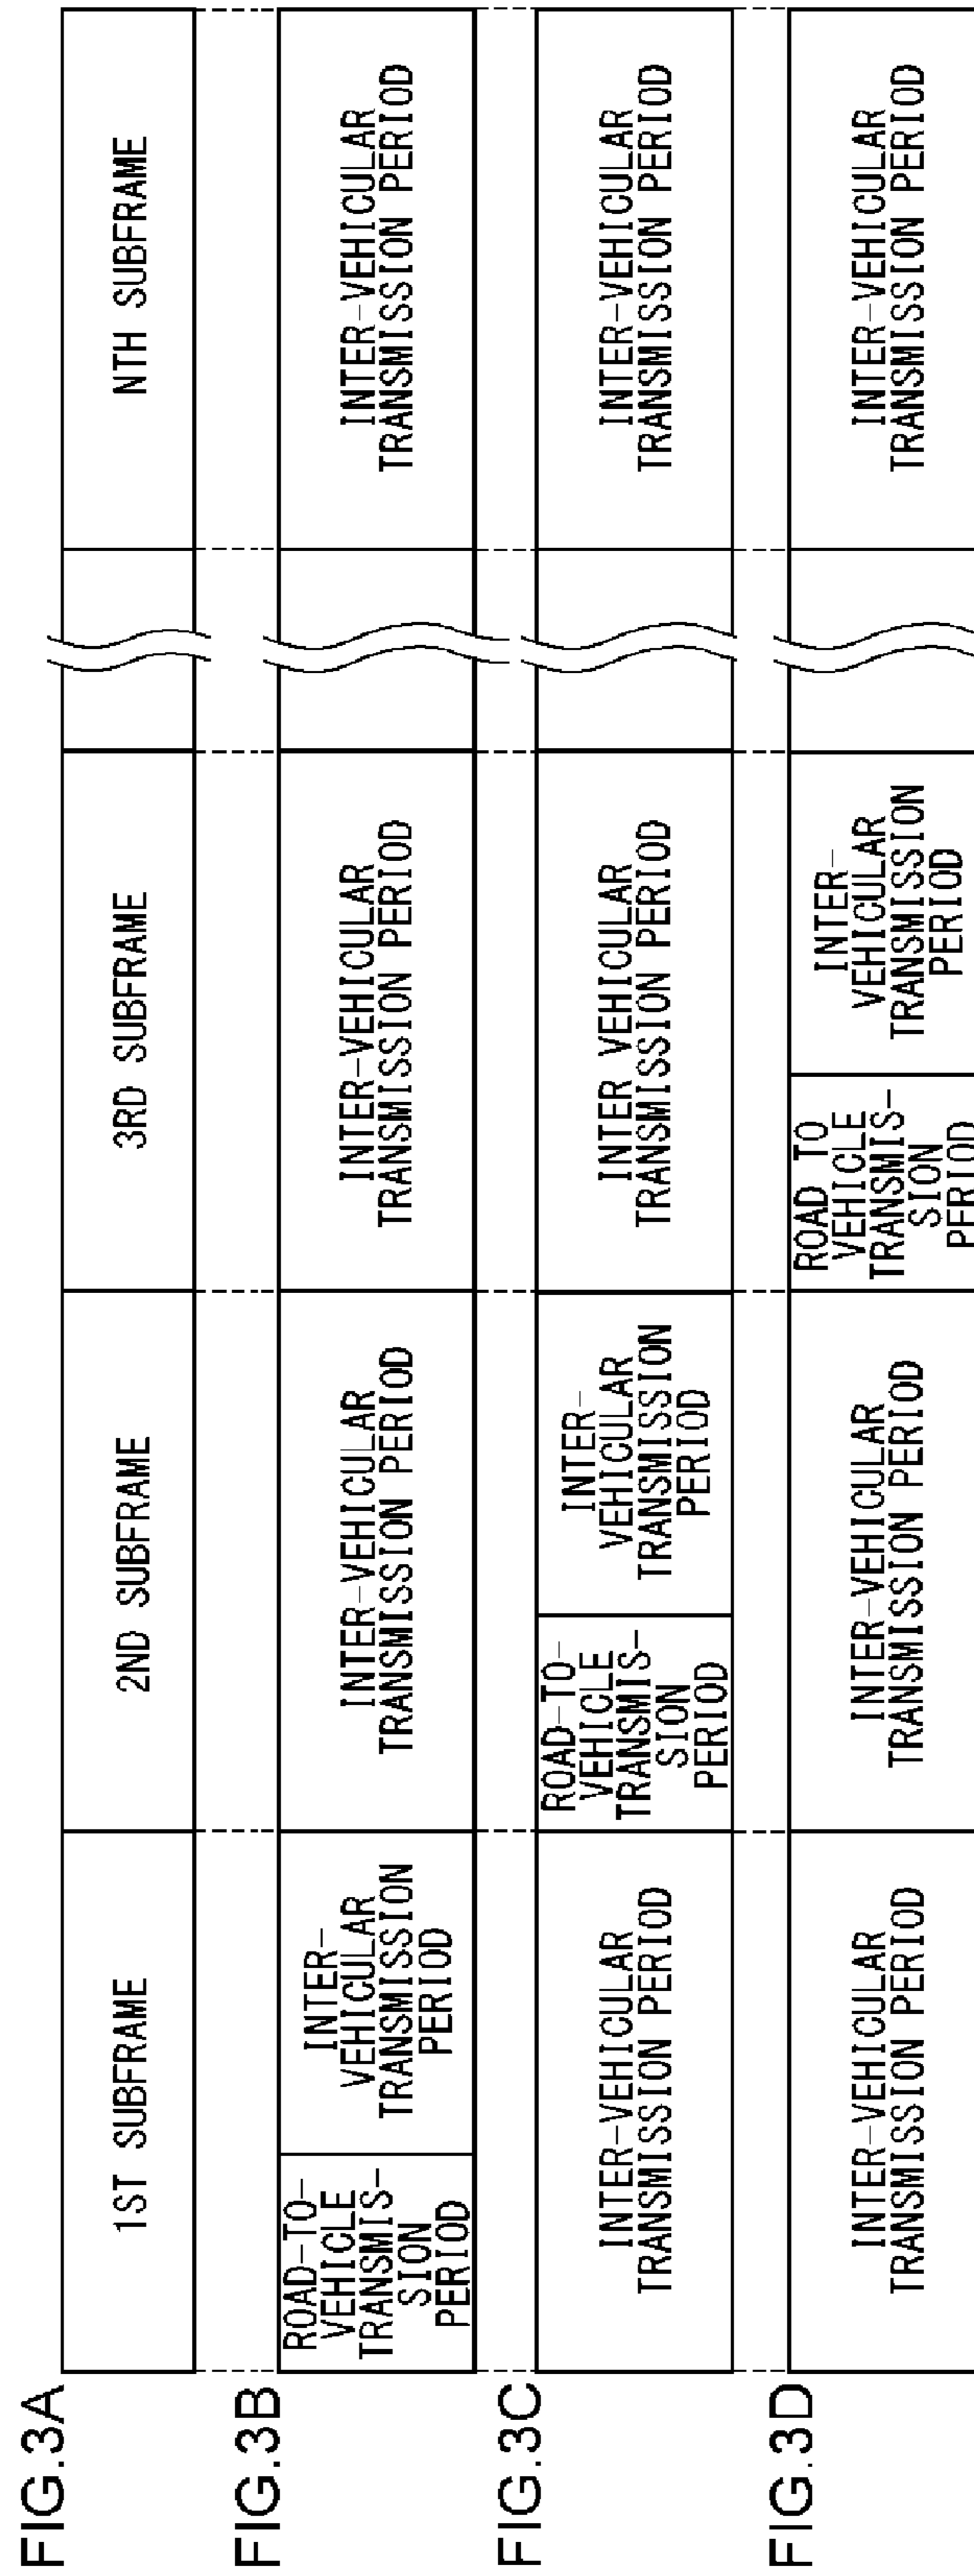 FIG.3A
1ST SUBFRAME
2ND SUBFRAME
3RD SUBFRAME
NTH SUBFRAME
FIG.3B
ROAD-TO-
VEHICLE
TRANSMIS-
SION
PERIOD
INTER-
VEHICULAR
TRANSMISSION
PERIOD
INTER-VEHICULAR
TRANSMISSION PERIOD
INTER-VEHICULAR
TRANSMISSION PERIOD
INTER-VEHICULAR
TRANSMISSION PERIOD
FIG.3C
INTER-VEHICULAR
TRANSMISSION PERIOD
ROAD-TO-
VEHICLE
TRANSMIS-
SION
PERIOD
INTER-
VEHICULAR
TRANSMISSION
PERIOD
INTER VEHICULAR
TRANSMISSION PERIOD
INTER-VEHICULAR
TRANSMISSION PERIOD
FIG.3D
INTER-VEHICULAR
TRANSMISSION PERIOD
INTER-VEHICULAR
TRANSMISSION PERIOD
ROAD TO
VEHICLE
TRANSMIS-
SION
PERIOD
INTER-
VEHICULAR
TRANSMISSION
PERIOD
INTER-VEHICULAR
TRANSMISSION PERIOD